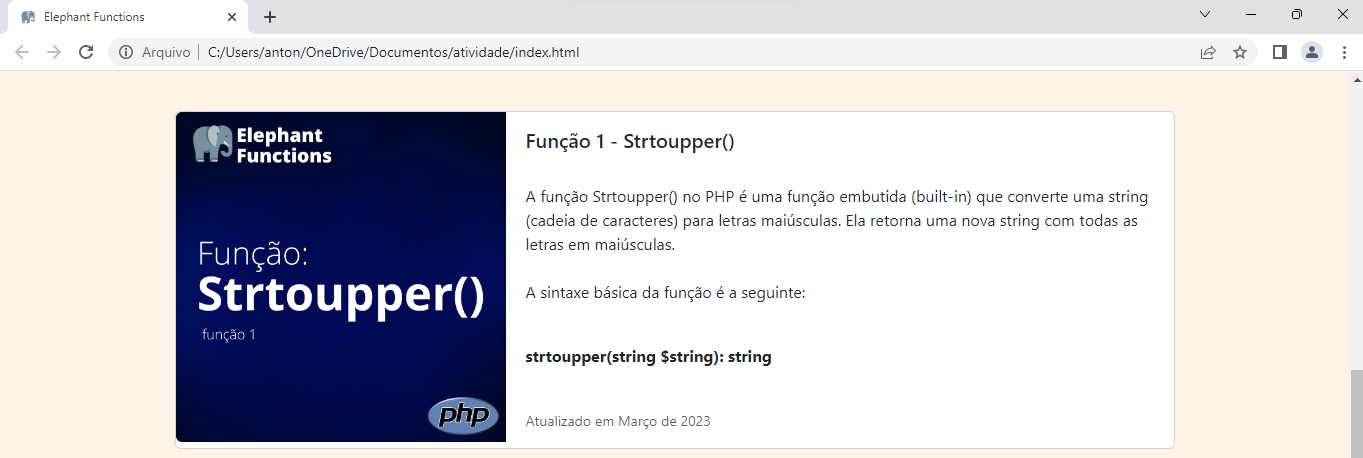 Elephant Functions
Arquivo
C:/Users/anton/OneDrive/Documentos/atividade/index.html
Elephant
Functions
Função:
Strtoupper()
função 1
php
Função 1 - Strtoupper()
A função Strtoupper() no PHP é uma função embutida (built-in) que converte uma string
(cadeia de caracteres) para letras maiúsculas. Ela retorna uma nova string com todas as
letras em maiúsculas.
A sintaxe básica da função é a seguinte:
strtoupper(string $string): string
Atualizado em Março de 2023